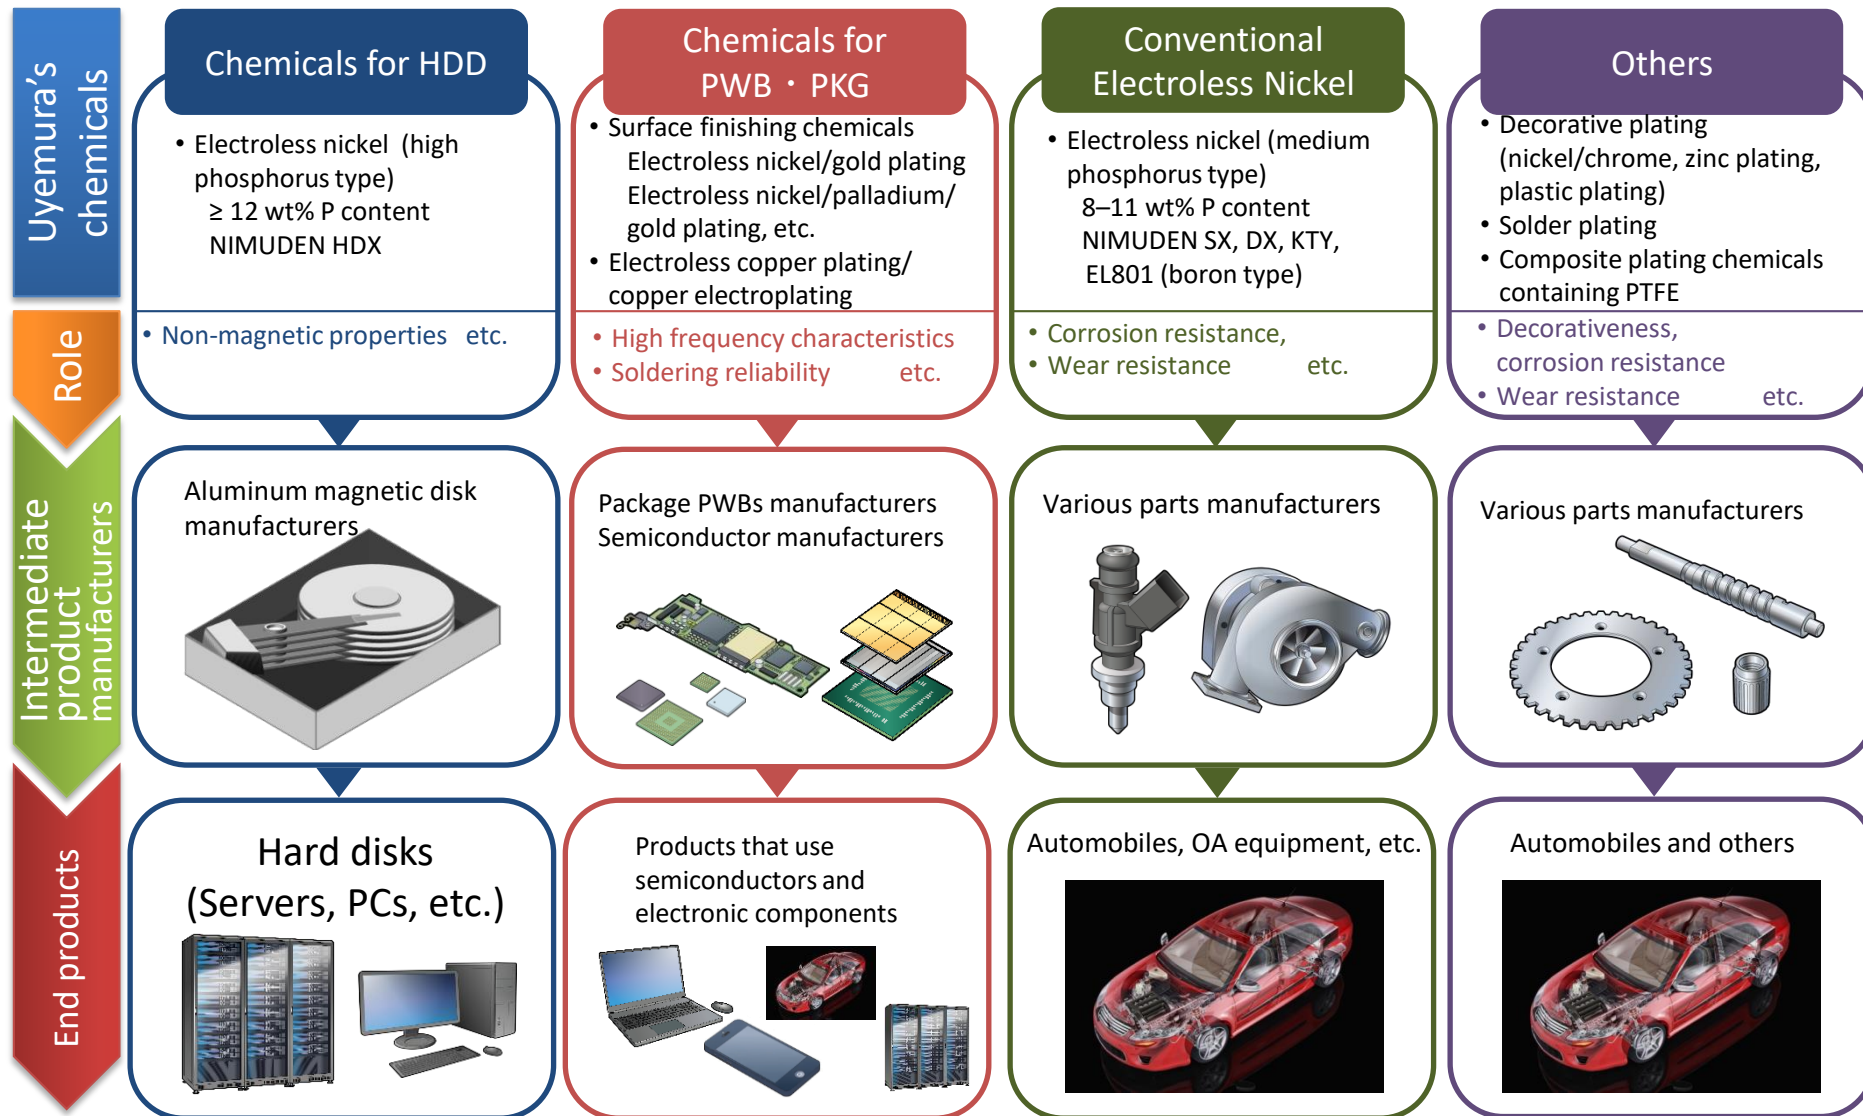 Uyemura's
chemicals
Chemicals for HDD
• Electroless nickel (high
phosphorus type)
≥ 12 wt% P content
NIMUDEN HDX
Chemicals for
PWB・PKG
• Surface finishing chemicals
Electroless nickel/gold plating
Electroless nickel/palladium/
gold plating, etc.
• Electroless copper plating/
copper electroplating
Conventional
Electroless Nickel
• Electroless nickel (medium
phosphorus type)
8–11 wt% P content
NIMUDEN SX, DX, KTY,
EL801 (boron type)
Others
• Decorative plating
(nickel/chrome, zinc plating,
plastic plating)
• Solder plating
• Composite plating chemicals
containing PTFE
Role
• Non-magnetic properties etc.
• High frequency characteristics
• Soldering reliability etc.
• Corrosion resistance,
• Wear resistance etc.
• Decorativeness,
corrosion resistance
• Wear resistance etc.
Intermediate
product
manufacturers
Aluminum magnetic disk
manufacturers
Package PWBs manufacturers
Semiconductor manufacturers
Various parts manufacturers
Various parts manufacturers
End products
Hard disks
(Servers, PCs, etc.)
Products that use
semiconductors and
electronic components
Automobiles, OA equipment, etc.
Automobiles and others